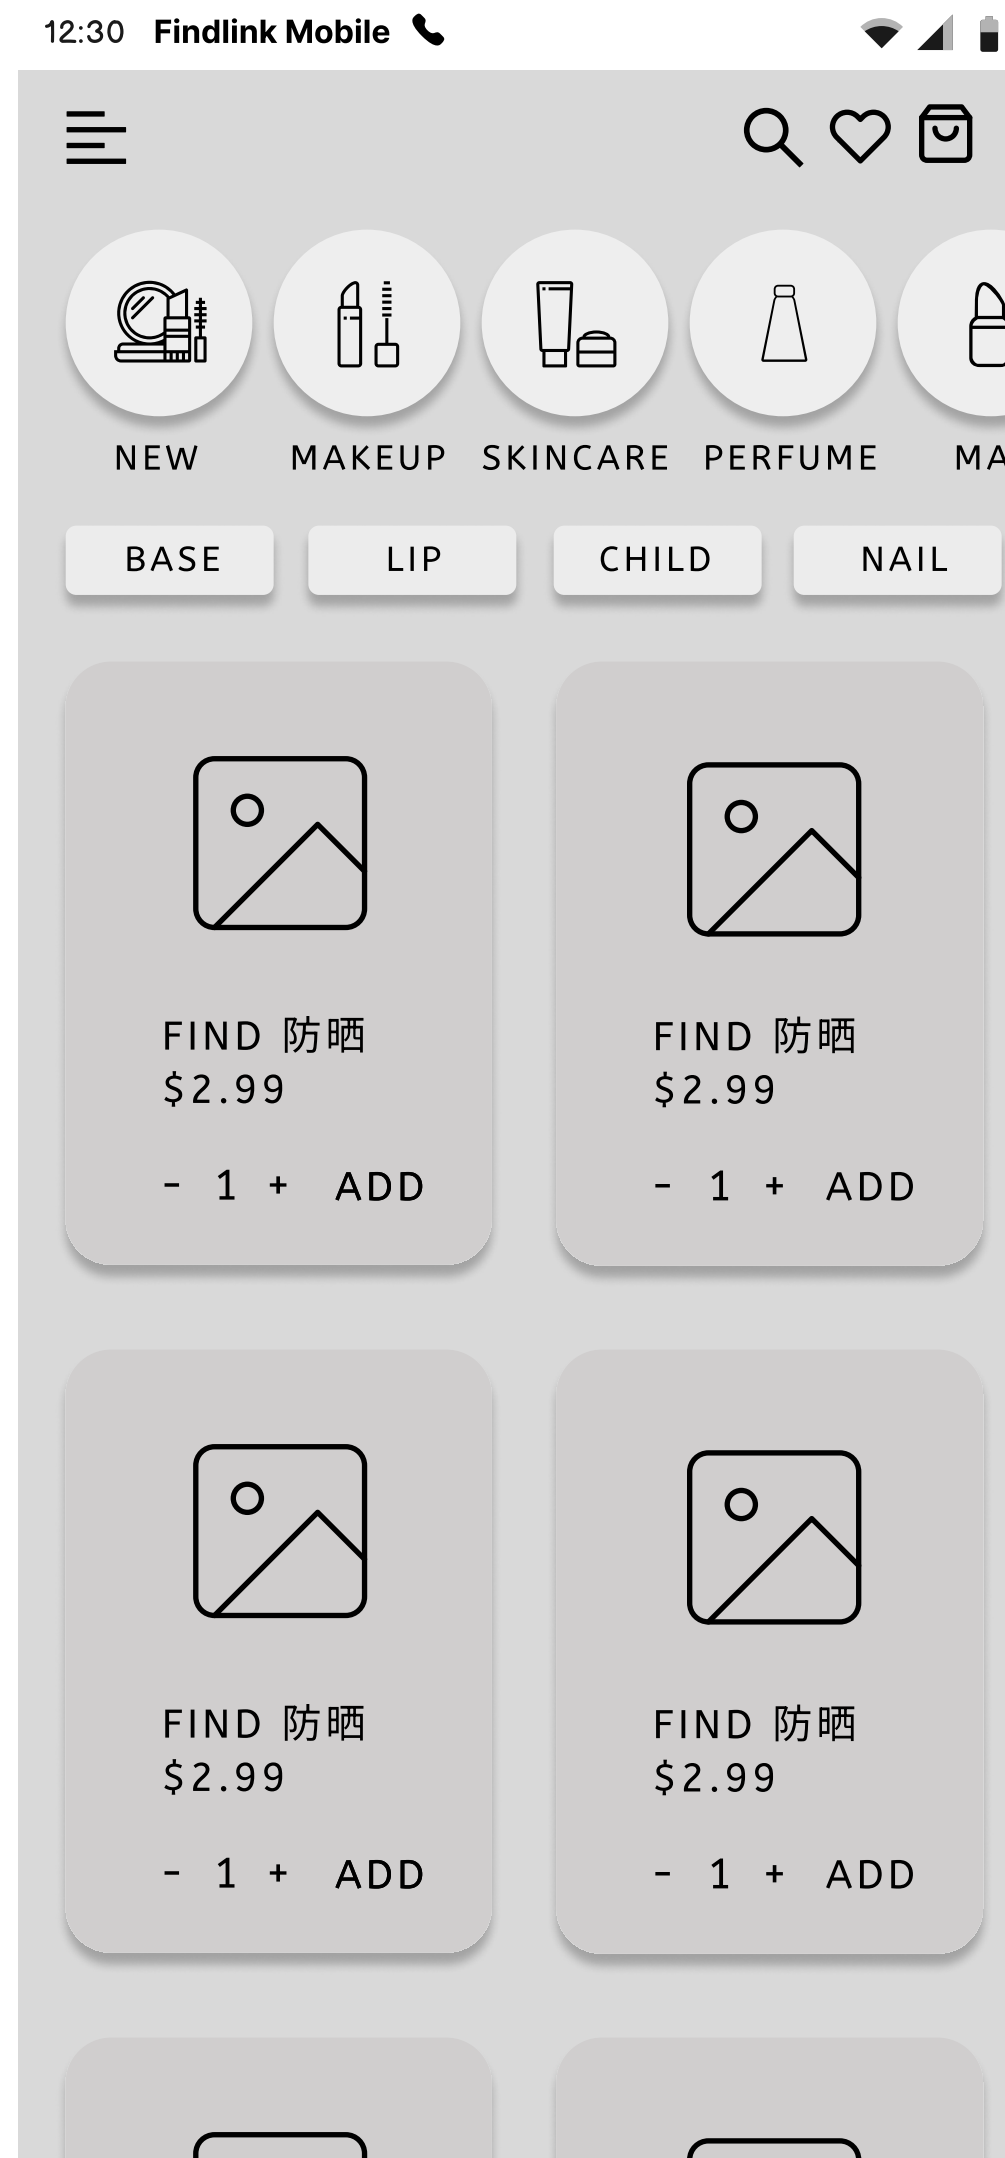 12:30 Findlink Mobile
NEW MAKEUP SKINCARE PERFUME MA
BASE LIP CHILD NAIL
FIND 防晒
$2.99
- 1 + ADD
FIND 防晒
$2.99
- 1 + ADD
FIND 防晒
$2.99
- 1 + ADD
FIND 防晒
$2.99
- 1 + ADD